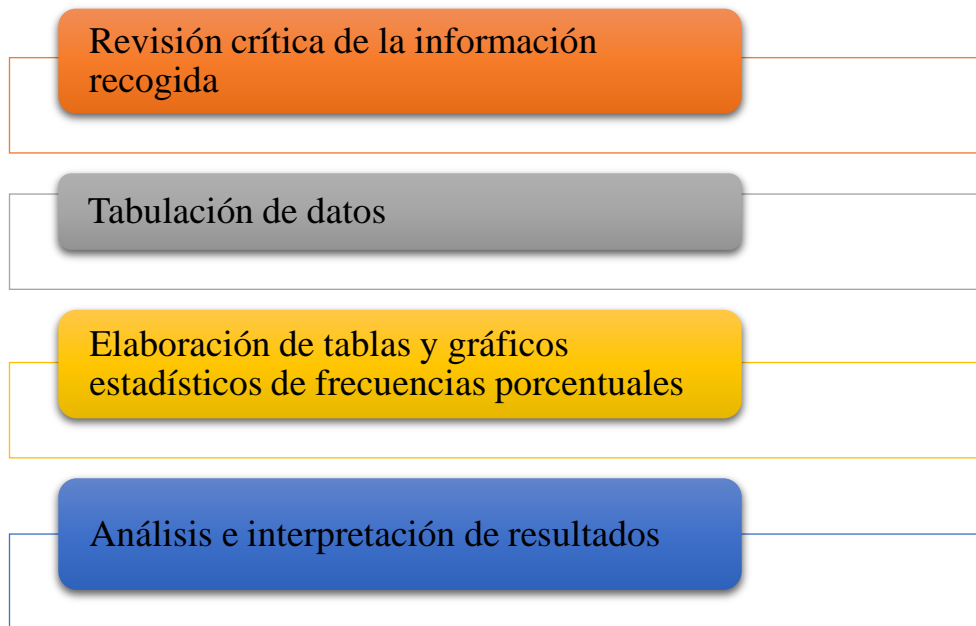 Revisión crítica de la información
recogida
Tabulación de datos
Elaboración de tablas y gráficos
estadísticos de frecuencias porcentuales
Análisis e interpretación de resultados